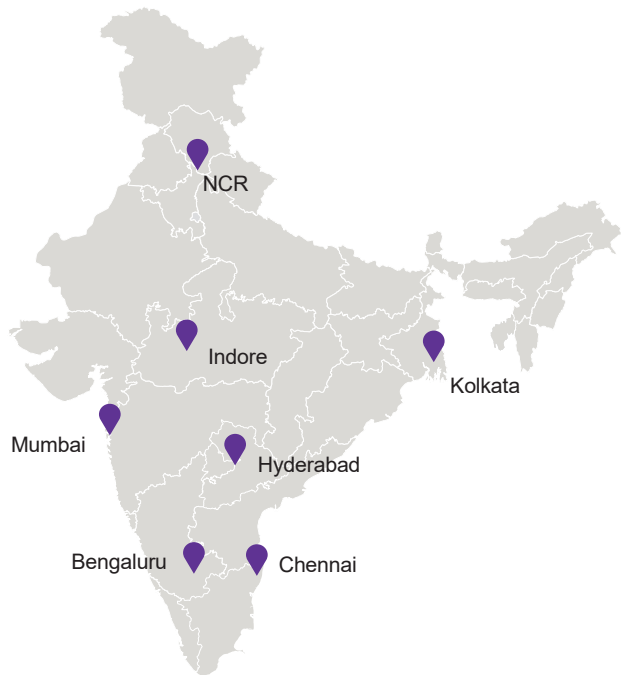 NCR
Indore
Kolkata
Mumbai
Hyderabad
Bengaluru
Chennai